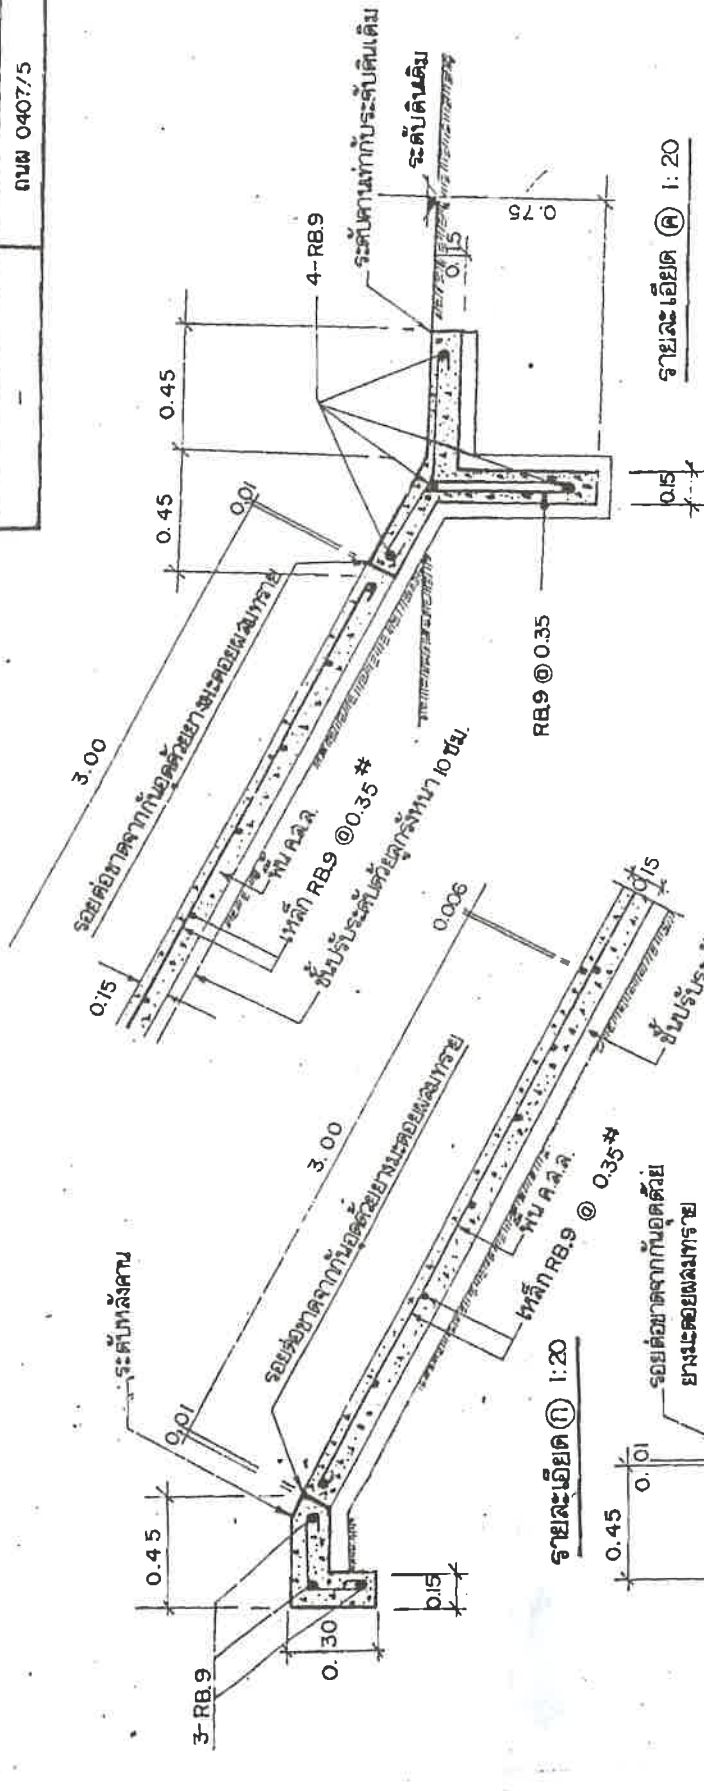 -
ถนผ 0407/5
0.45
0.45
4-RB.9
ระดับดานเท่ากับระดับดินเดิม
ระดับดินเดิม
3.00
0.01
รอยต่อขาดจากกันอุดด้วยยางมะตอยผสมทราย
0.15
พื้น ค.ส.ล.
เหล็ก RB.9 @ 0.35 #
ชั้นปรับระดับด้วยลูกรังหนา 10 ซม.
0.15
0.75
RB.9 @ 0.35
0.15
รายละเอียด ค 1:20
ระดับหลังดาน
3-RB.9
0.45
0.01
3.00
รอยต่อขาดจากกันอุดด้วยยางมะตอยผสมทราย
0.006
0.30
0.15
0.15
พื้น ค.ส.ล.
เหล็ก RB.9 @ 0.35 #
รายละเอียด ก 1:20
0.45
0.01
รอยต่อขาดจากกันอุดด้วย
ยางมะตอยผสมทราย